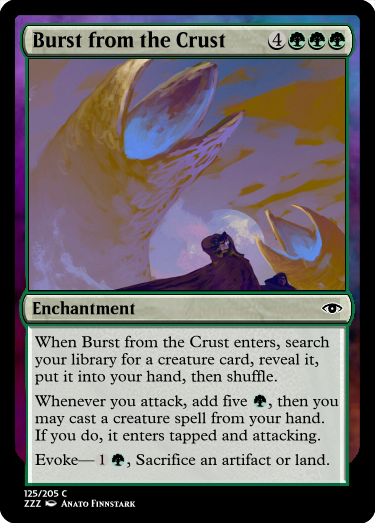 Burst from the Crust 4
Enchantment
When Burst from the Crust enters, search
your library for a creature card, reveal it,
put it into your hand, then shuffle.
Whenever you attack, add five , then you
may cast a creature spell from your hand.
If you do, it enters tapped and attacking.
Evoke— 1 , Sacrifice an artifact or land.
125/205 C
ZZZ Anato Finnstark